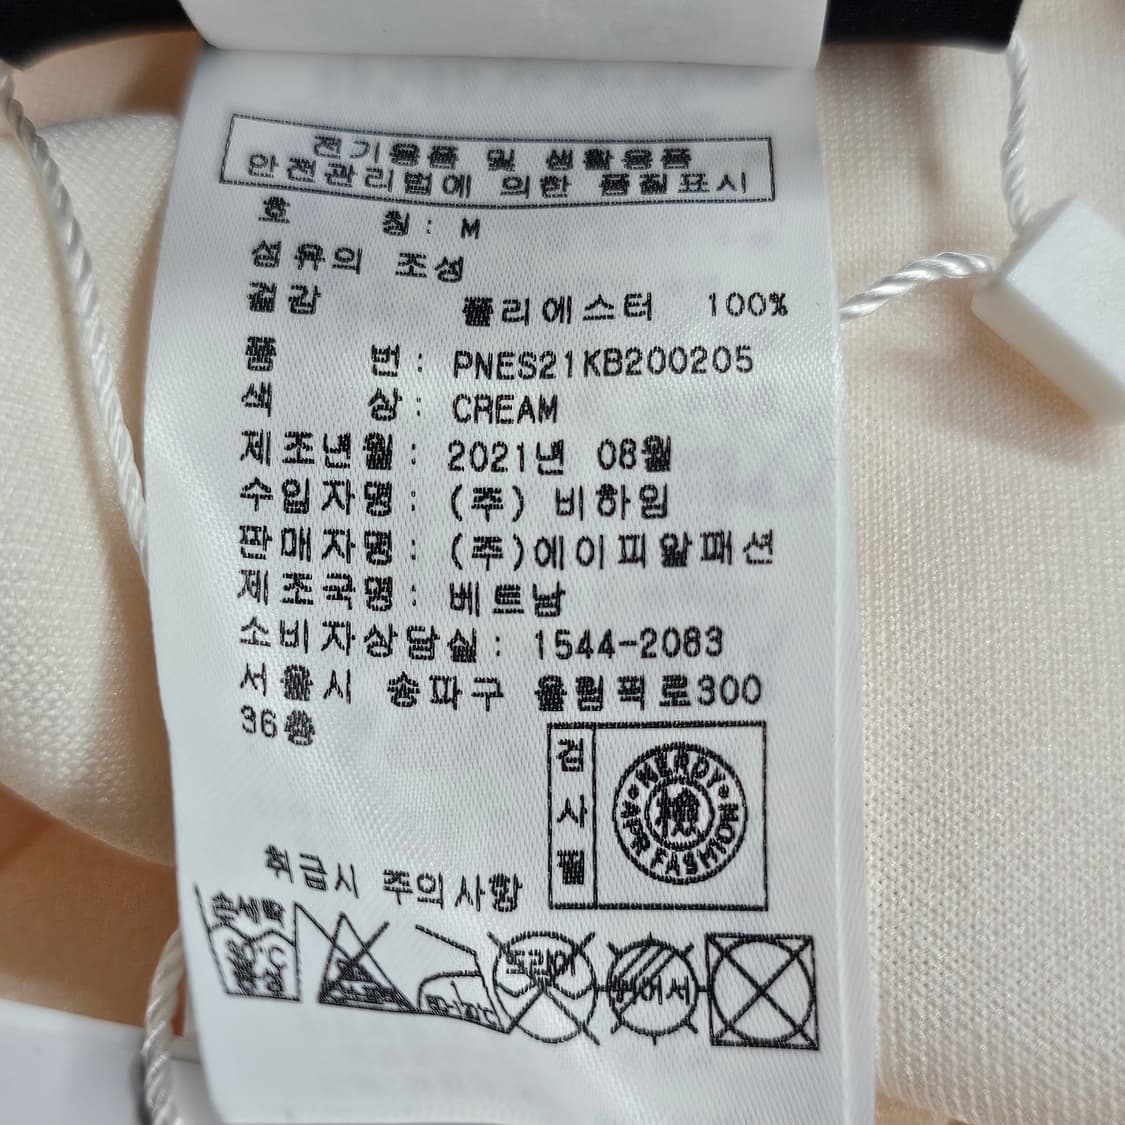 전기용품 및 생활용품
안전관리법에 의한 품질표시
호 칭: M
섬유의 조성
겉감 폴리에스터 100%
품 번: PNES21KB200205
색 상: CREAM
제조년월: 2021년 08월
수입자명: (주) 비하임
판매자명: (주)에이피알패션
제조국명: 베트남
소비자상담실: 1544-2083
서울시 송파구 올림픽로300
36층
검사필
NERDY
檢
APR FASHION
취급시 주의사항
손세탁
드라이
뉘어서